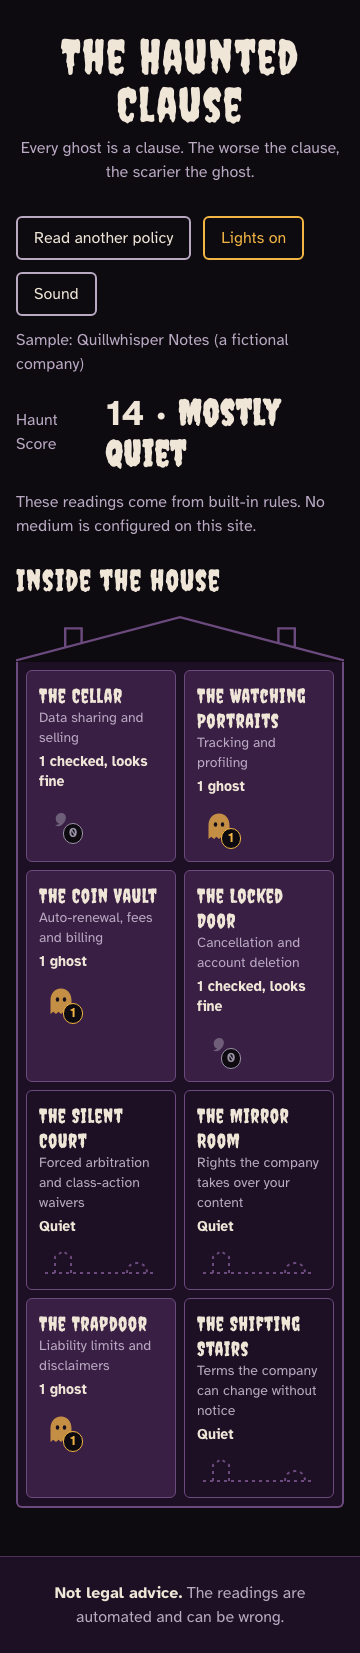 THE HAUNTED
CLAUSE
Every ghost is a clause. The worse the clause,
the scarier the ghost.
Read another policy
Lights on
Sound
Sample: Quillwhisper Notes (a fictional
company)
Haunt
Score
14 · MOSTLY
QUIET
These readings come from built-in rules. No
medium is configured on this site.
INSIDE THE HOUSE
THE CELLAR
Data sharing and
selling
1 checked, looks
fine
0
THE WATCHING
PORTRAITS
Tracking and
profiling
1 ghost
1
THE COIN VAULT
Auto-renewal, fees
and billing
1 ghost
1
THE LOCKED
DOOR
Cancellation and
account deletion
1 checked, looks
fine
0
THE SILENT
COURT
Forced arbitration
and class-action
waivers
Quiet
THE MIRROR
ROOM
Rights the company
takes over your
content
Quiet
THE TRAPDOOR
Liability limits and
disclaimers
1 ghost
1
THE SHIFTING
STAIRS
Terms the company
can change without
notice
Quiet
Not legal advice. The readings are
automated and can be wrong.